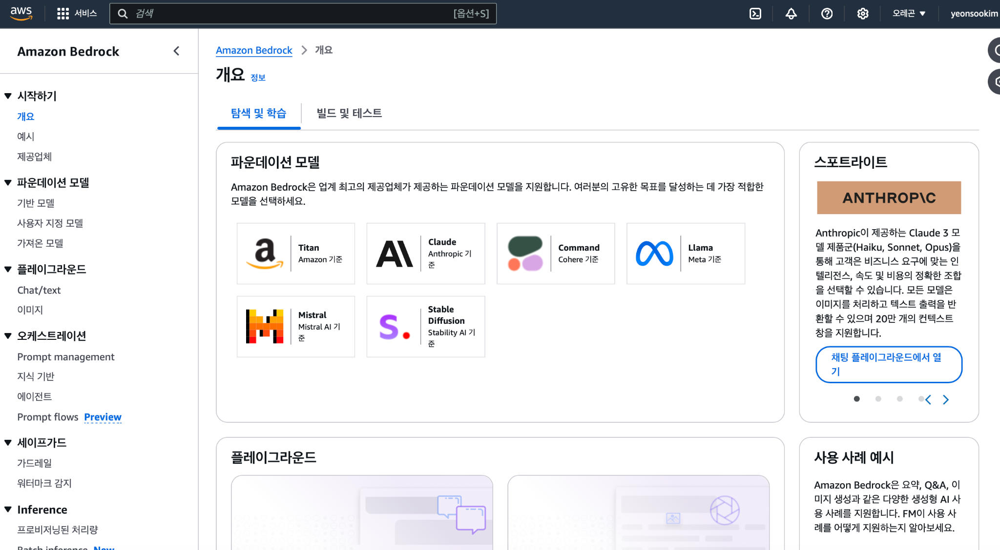 aws
서비스
검색
[옵션+S]
오레곤
yeonsookim
Amazon Bedrock
시작하기
개요
예시
제공업체
파운데이션 모델
기반 모델
사용자 지정 모델
가져온 모델
플레이그라운드
Chat/text
이미지
오케스트레이션
Prompt management
지식 기반
에이전트
Prompt flows Preview
세이프가드
가드레일
워터마크 감지
Inference
프로비저닝된 처리량
Batch inference New
Amazon Bedrock 개요
개요 정보
탐색 및 학습 빌드 및 테스트
파운데이션 모델
Amazon Bedrock은 업계 최고의 제공업체가 제공하는 파운데이션 모델을 지원합니다. 여러분의 고유한 목표를 달성하는 데 가장 적합한
모델을 선택하세요.
Titan
Amazon 기준
Claude
Anthropic 기
준
Command
Cohere 기준
Llama
Meta 기준
Mistral
Mistral AI 기
준
Stable
Diffusion
Stability AI 기
준
스포트라이트
ANTHROP\C
Anthropic이 제공하는 Claude 3 모
델 제품군(Haiku, Sonnet, Opus)을
통해 고객은 비즈니스 요구에 맞는 인
텔리전스, 속도 및 비용의 정확한 조합
을 선택할 수 있습니다. 모든 모델은
이미지를 처리하고 텍스트 출력을 반
환할 수 있으며 20만 개의 컨텍스트
창을 지원합니다.
채팅 플레이그라운드에서 열
기
플레이그라운드
사용 사례 예시
Amazon Bedrock은 요약, Q&A, 이
미지 생성과 같은 다양한 생성형 AI 사
용 사례를 지원합니다. FM이 사용 사
례를 어떻게 지원하는지 알아보세요.